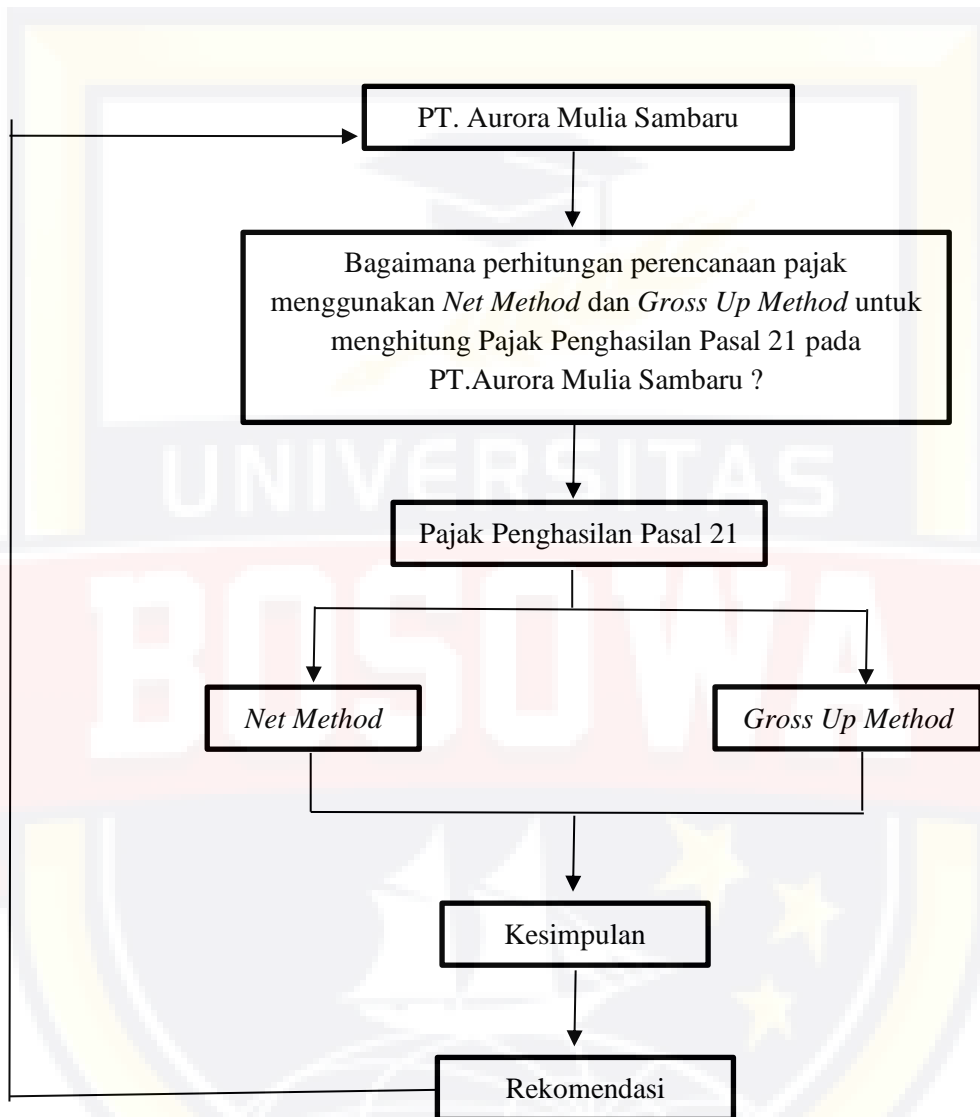 PT. Aurora Mulia Sambaru
Bagaimana perhitungan perencanaan pajak
menggunakan Net Method dan Gross Up Method untuk
menghitung Pajak Penghasilan Pasal 21 pada
PT.Aurora Mulia Sambaru ?
UNIVERSITAS
Pajak Penghasilan Pasal 21
BOSOWA
Net Method
Gross Up Method
Kesimpulan
Rekomendasi